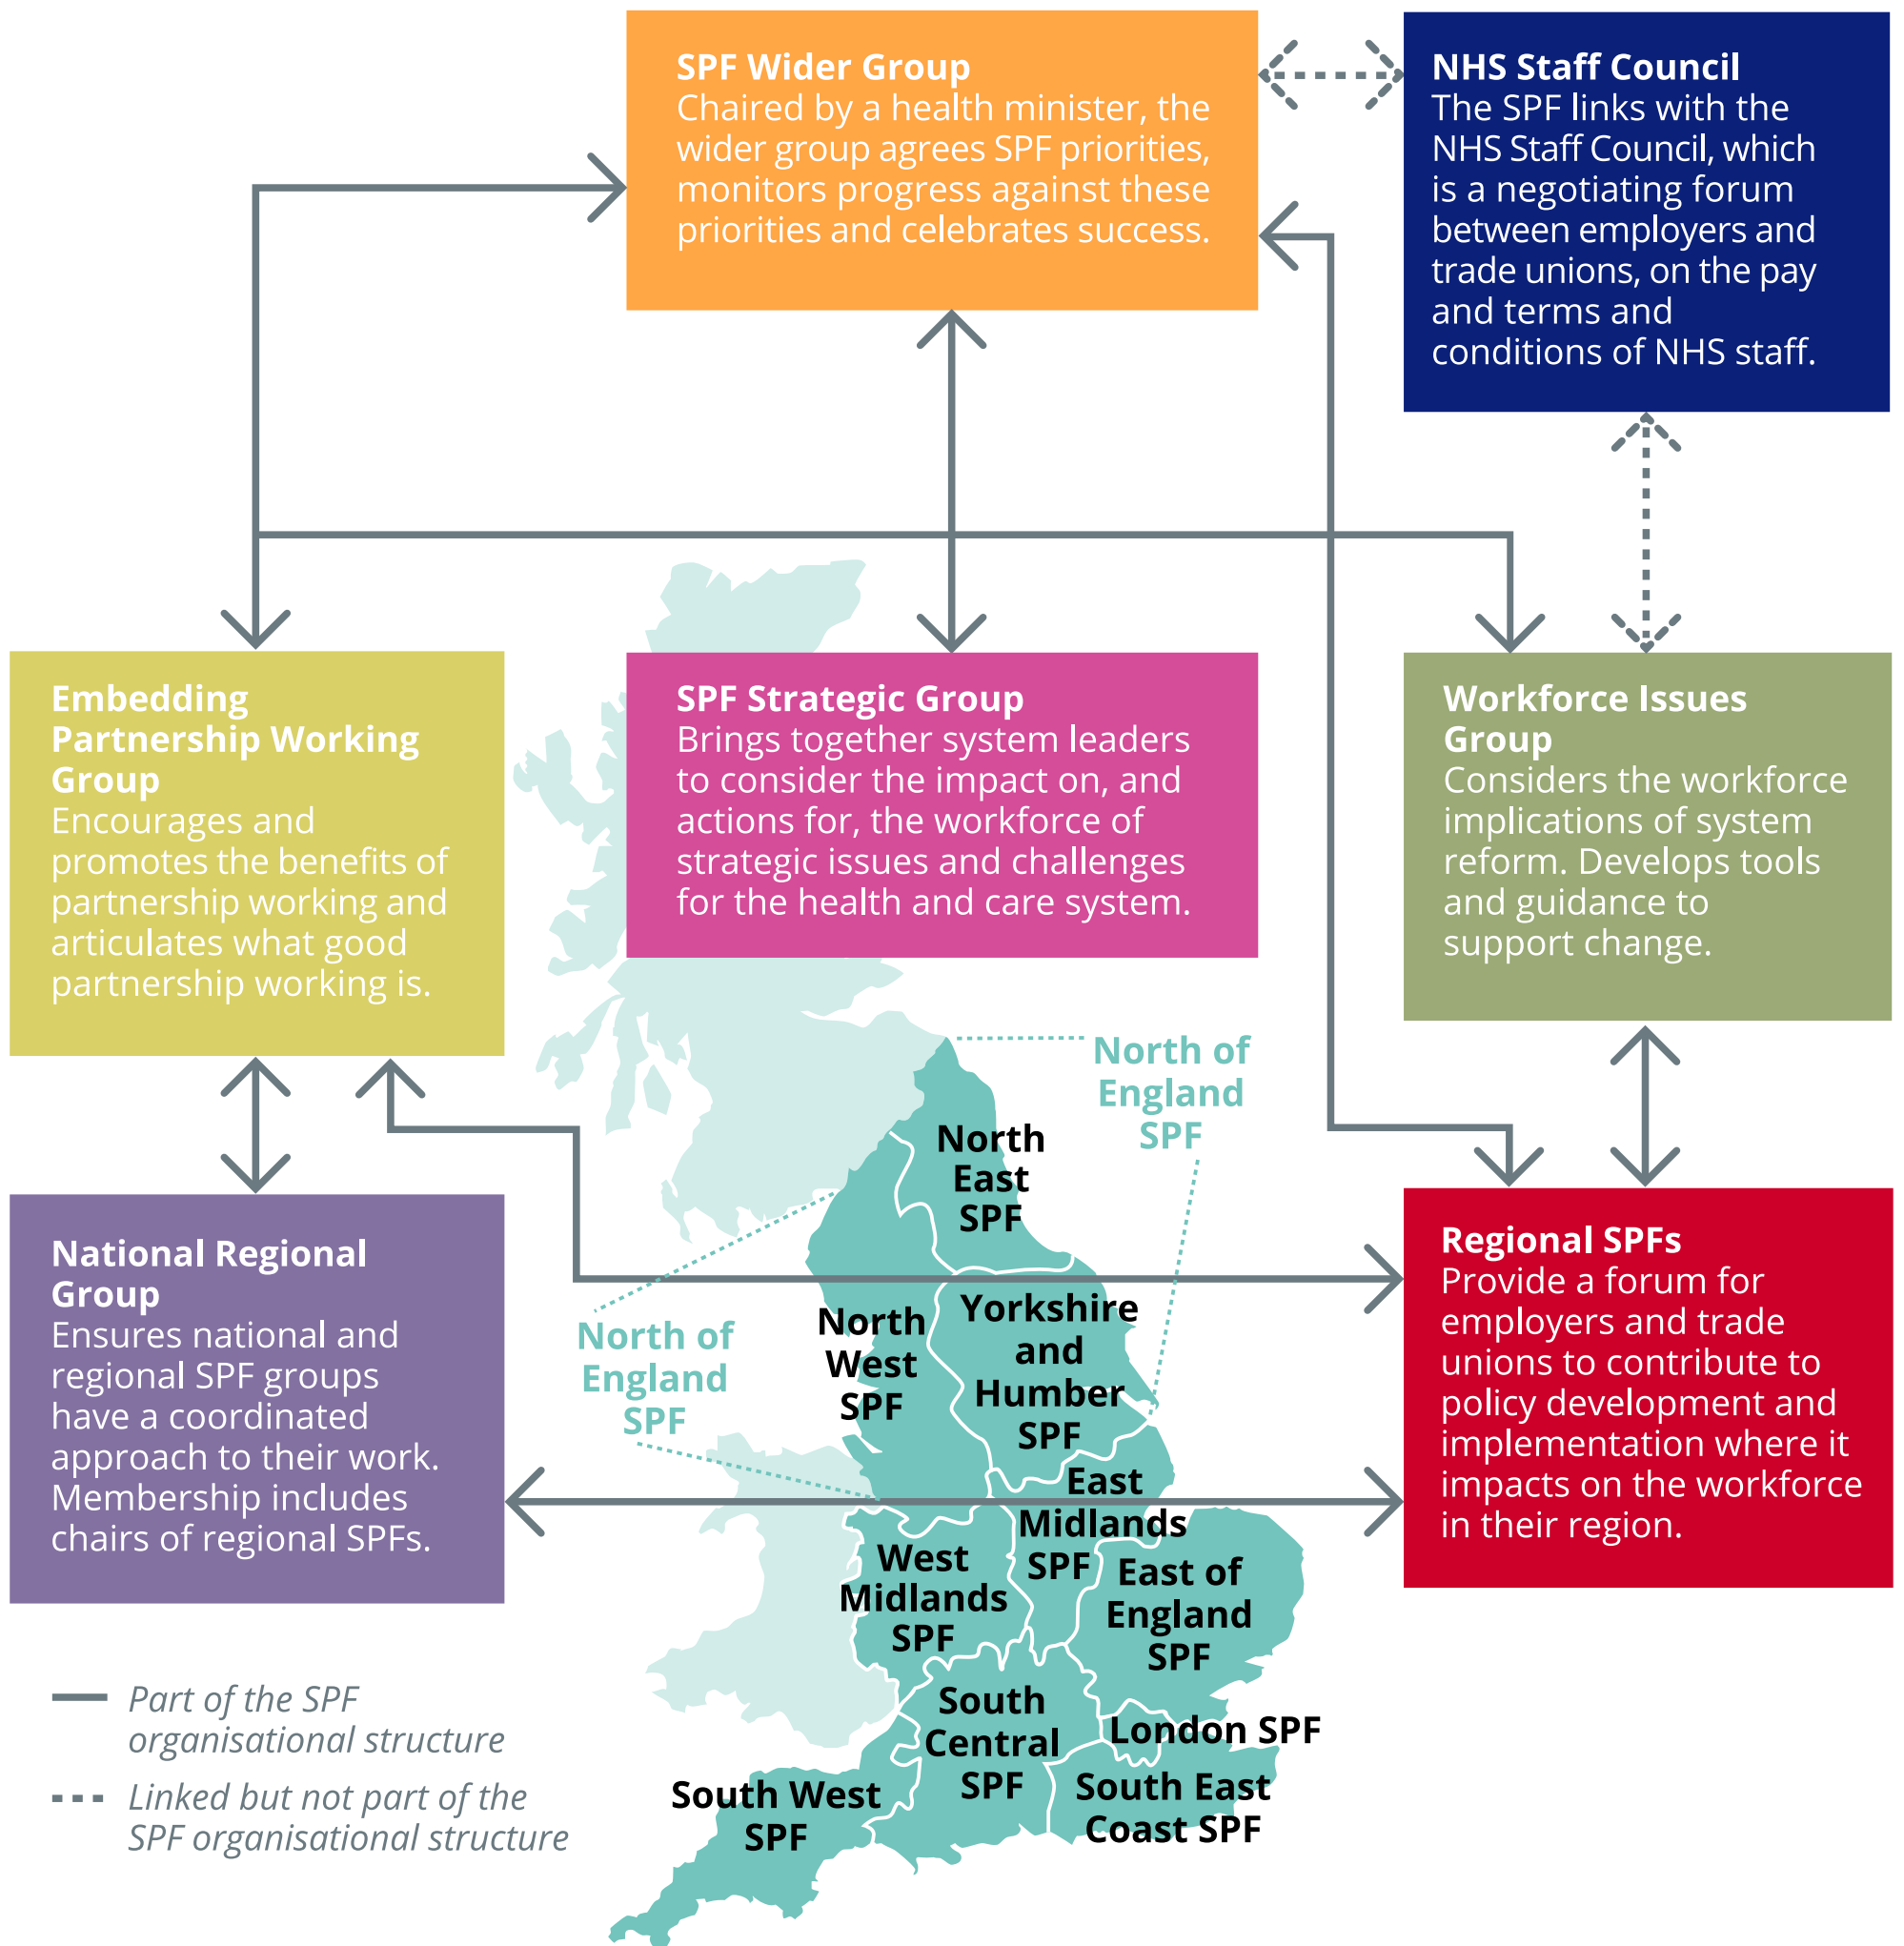 SPF Wider Group
Chaired by a health minister, the
wider group agrees SPF priorities,
monitors progress against these
priorities and celebrates success.
NHS Staff Council
The SPF links with the
NHS Staff Council, which
is a negotiating forum
between employers and
trade unions, on the pay
and terms and
conditions of NHS staff.
Embedding
Partnership Working
Group
Encourages and
promotes the benefits of
partnership working and
articulates what good
partnership working is.
SPF Strategic Group
Brings together system leaders
to consider the impact on, and
actions for, the workforce of
strategic issues and challenges
for the health and care system.
Workforce Issues
Group
Considers the workforce
implications of system
reform. Develops tools
and guidance to
support change.
National Regional
Group
Ensures national and
regional SPF groups
have a coordinated
approach to their work.
Membership includes
chairs of regional SPFs.
Regional SPFs
Provide a forum for
employers and trade
unions to contribute to
policy development and
implementation where it
impacts on the workforce
in their region.
North of
England
SPF
North
East
SPF
North of
England
SPF
North
West
SPF
Yorkshire
and
Humber
SPF
East
Midlands
SPF
West
Midlands
SPF
East of
England
SPF
South
Central
SPF
London SPF
South West
SPF
South East
Coast SPF
Part of the SPF
organisational structure
Linked but not part of the
SPF organisational structure